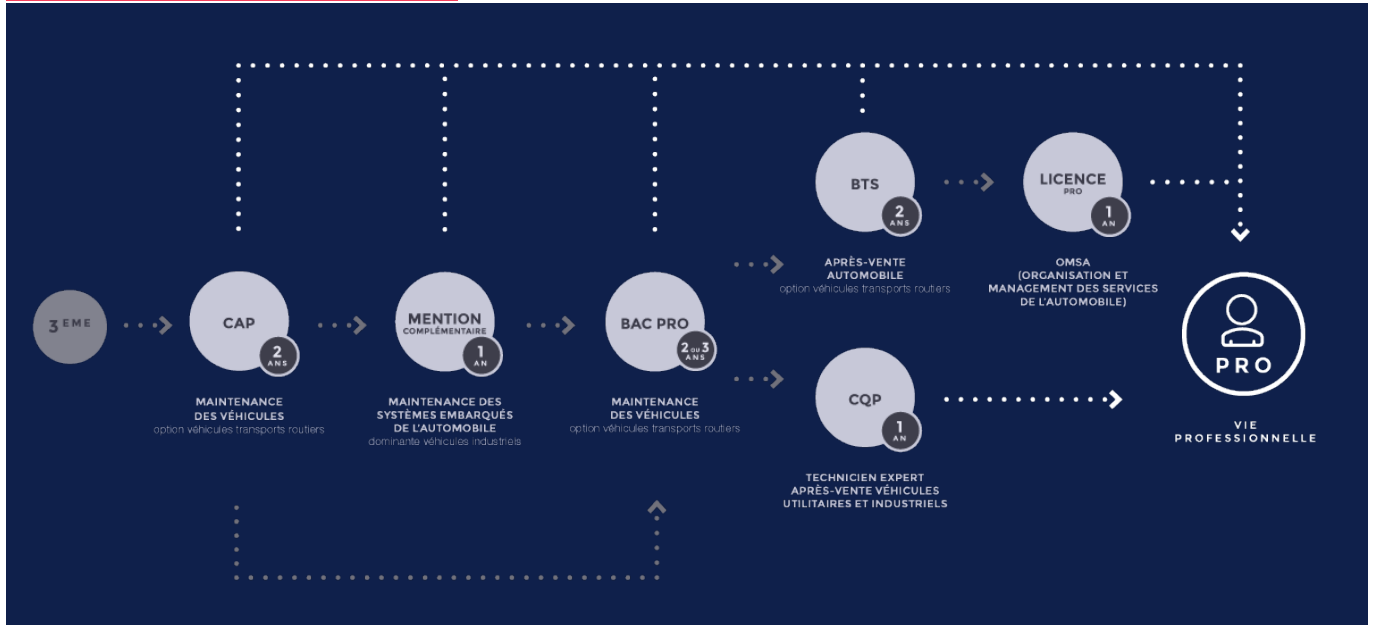 3 EME
CAP
2
ANS
MAINTENANCE
DES VÉHICULES
option véhicules transports routiers
MENTION
COMPLÉMENTAIRE
1
AN
MAINTENANCE DES
SYSTÈMES EMBARQUÉS
DE L'AUTOMOBILE
dominante véhicules industriels
BAC PRO
2 OU 3
ANS
MAINTENANCE
DES VÉHICULES
option véhicules transports routiers
BTS
2
ANS
APRÈS-VENTE
AUTOMOBILE
option véhicules transports routiers
LICENCE
PRO
1
AN
OMSA
(ORGANISATION ET
MANAGEMENT DES SERVICES
DE L'AUTOMOBILE)
CQP
1
AN
TECHNICIEN EXPERT
APRÈS-VENTE VÉHICULES
UTILITAIRES ET INDUSTRIELS
PRO
VIE
PROFESSIONNELLE